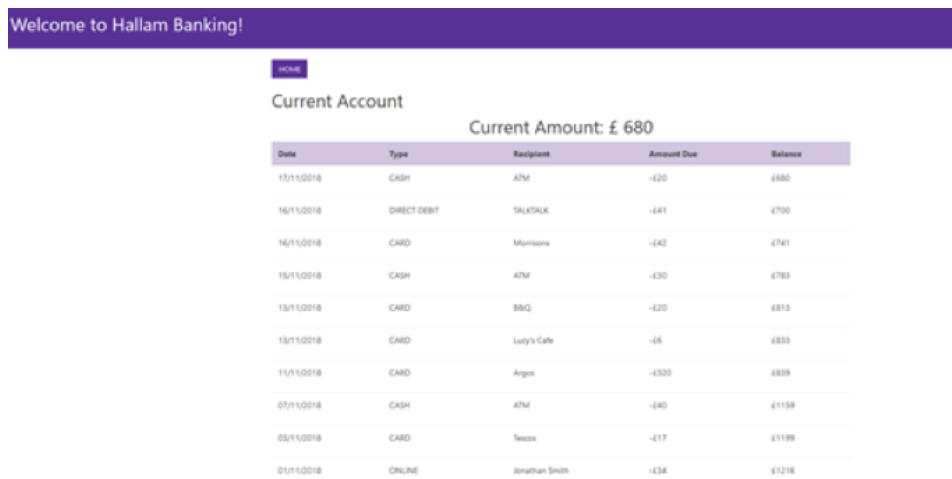 Welcome to Hallam Banking!
HOME
Current Account
Current Amount: £ 680
Date Type Recipient Amount Due Balance
17/11/2018 CASH ATM -£20 £680
16/11/2018 DIRECT DEBIT TALKTALK -£41 £700
16/11/2018 CARD Morrisons -£42 £741
15/11/2018 CASH ATM -£30 £783
13/11/2018 CARD B&Q -£20 £813
13/11/2018 CARD Lucy's Cafe -£6 £833
11/11/2018 CARD Argos -£320 £839
07/11/2018 CASH ATM -£40 £1159
03/11/2018 CARD Tescos -£17 £1199
01/11/2018 ONLINE Jonathan Smith -£34 £1216